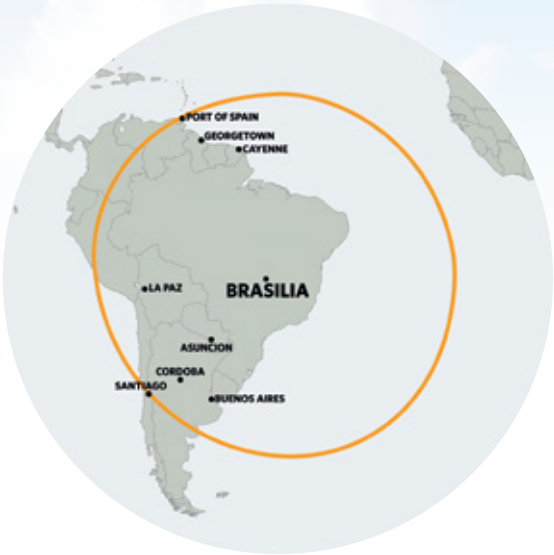 PORT OF SPAIN
GEORGETOWN
CAYENNE
LA PAZ
BRASILIA
ASUNCION
CORDOBA
SANTIAGO
BUENOS AIRES